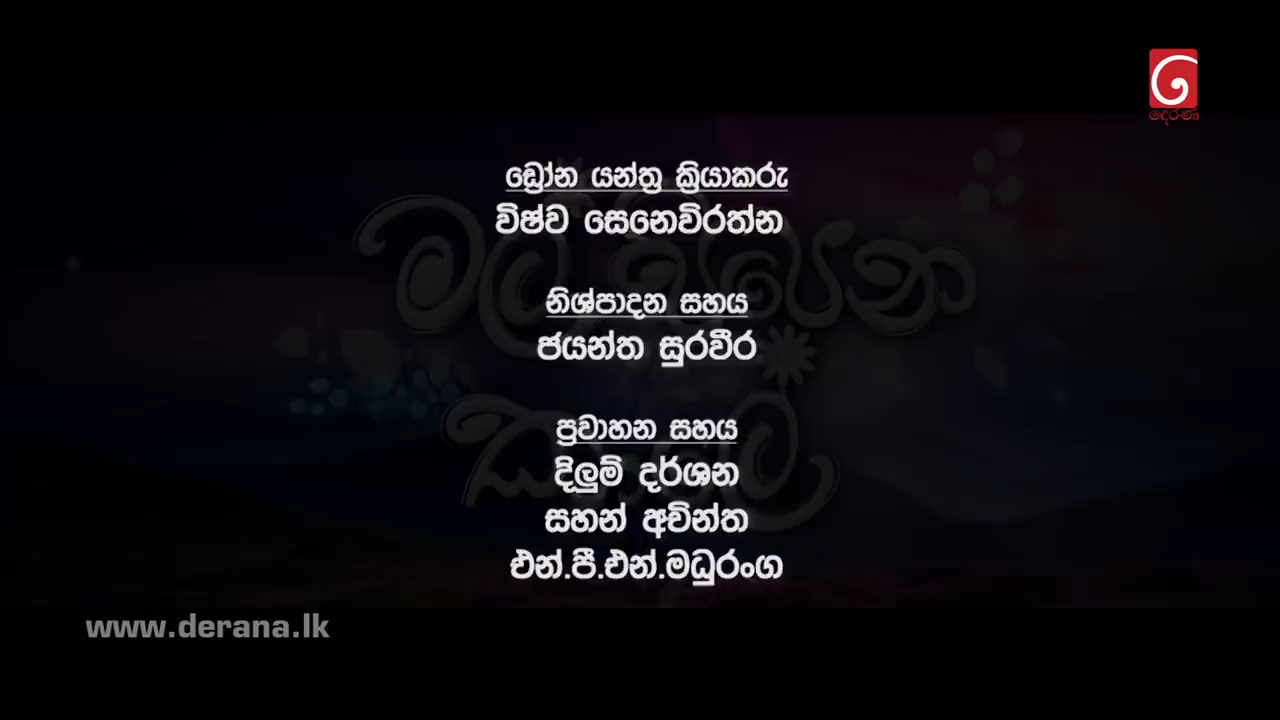 දෙරණ
ඩ්‍රෝන යන්ත්‍ර ක්‍රියාකරු
විෂ්ව සෙනෙවිරත්න
නිශ්පාදන සහය
ජයන්ත සුරවීර
ප්‍රවාහන සහය
දිලුම් දර්ශන
සහන් අචින්ත
එන්.පී.එන්.මධුරංග
www.derana.lk